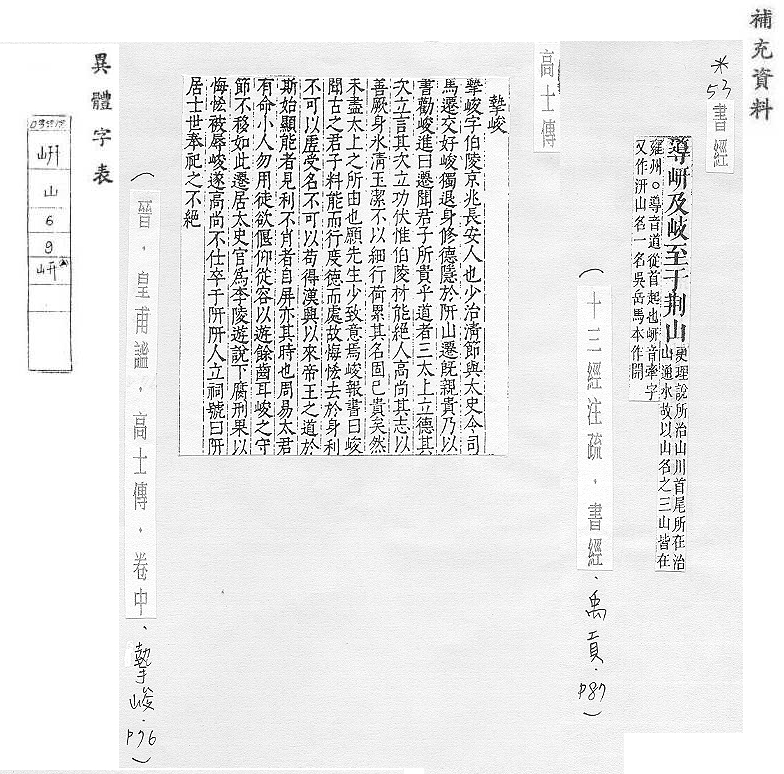 補充資料
*53 書經
導岍及岐至于荆山 更理說所治山川首尾所在治
山通水故以山名之三山皆在
雍州○導音道從首起也岍音牽字
又作汧山名一名吳岳馬本作開
(十三經注疏.書經.禹貢.P87)
高士傳
摯峻
摯峻字伯陵京兆長安人也少治清節與太史令司
馬遷交好峻獨退身修德隱於阡山遷旣親貴乃以
書勸峻進曰遷聞君子所貴乎道者三太上立德其
次立言其次立功伏惟伯陵材能絕人高尚其志以
善厥身氷清玉潔不以細行荷累其名固已貴矣然
未盡太上之所由也願先生少致意焉峻報書曰峻
聞古之君子料能而行度德而處故悔恡去於身利
不可以虛受名不可以苟得漢興以來帝王之道於
斯始顯能者見利不肖者自屏亦其時也周易大君
有命小人勿用徒欲偃仰從容以遊餘齒耳峻之守
節不移如此遷居太史官爲李陵遊說下腐刑果以
悔恡被辱峻遂高尚不仕卒于阡阡人立祠號曰阡
居士世奉祀之不絕
(晉.皇甫謐.高士傳.卷中.摯峻.P76)
異體字表
岍
山
6
9
岍